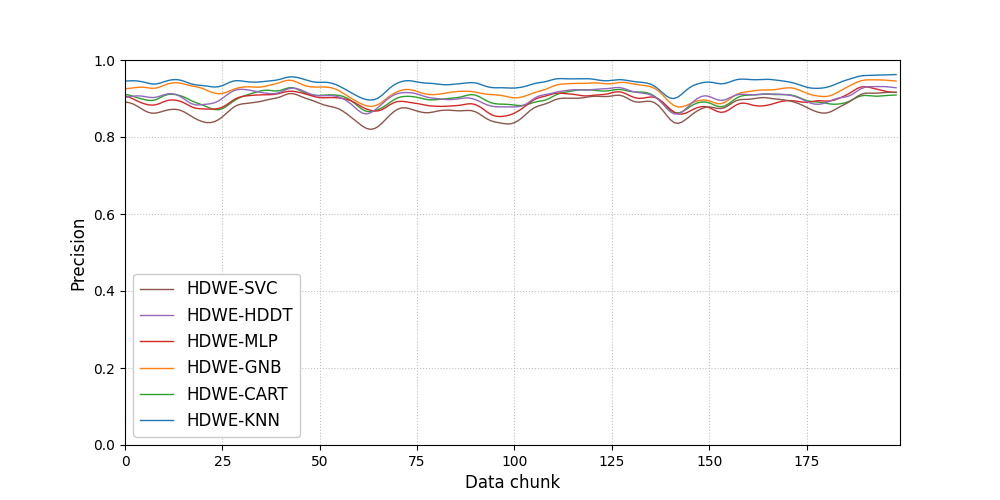 1.0
0.8
0.6
0.4
0.2
0.0
Precision
HDWE-SVC
HDWE-HDDT
HDWE-MLP
HDWE-GNB
HDWE-CART
HDWE-KNN
0 25 50 75 100 125 150 175
Data chunk